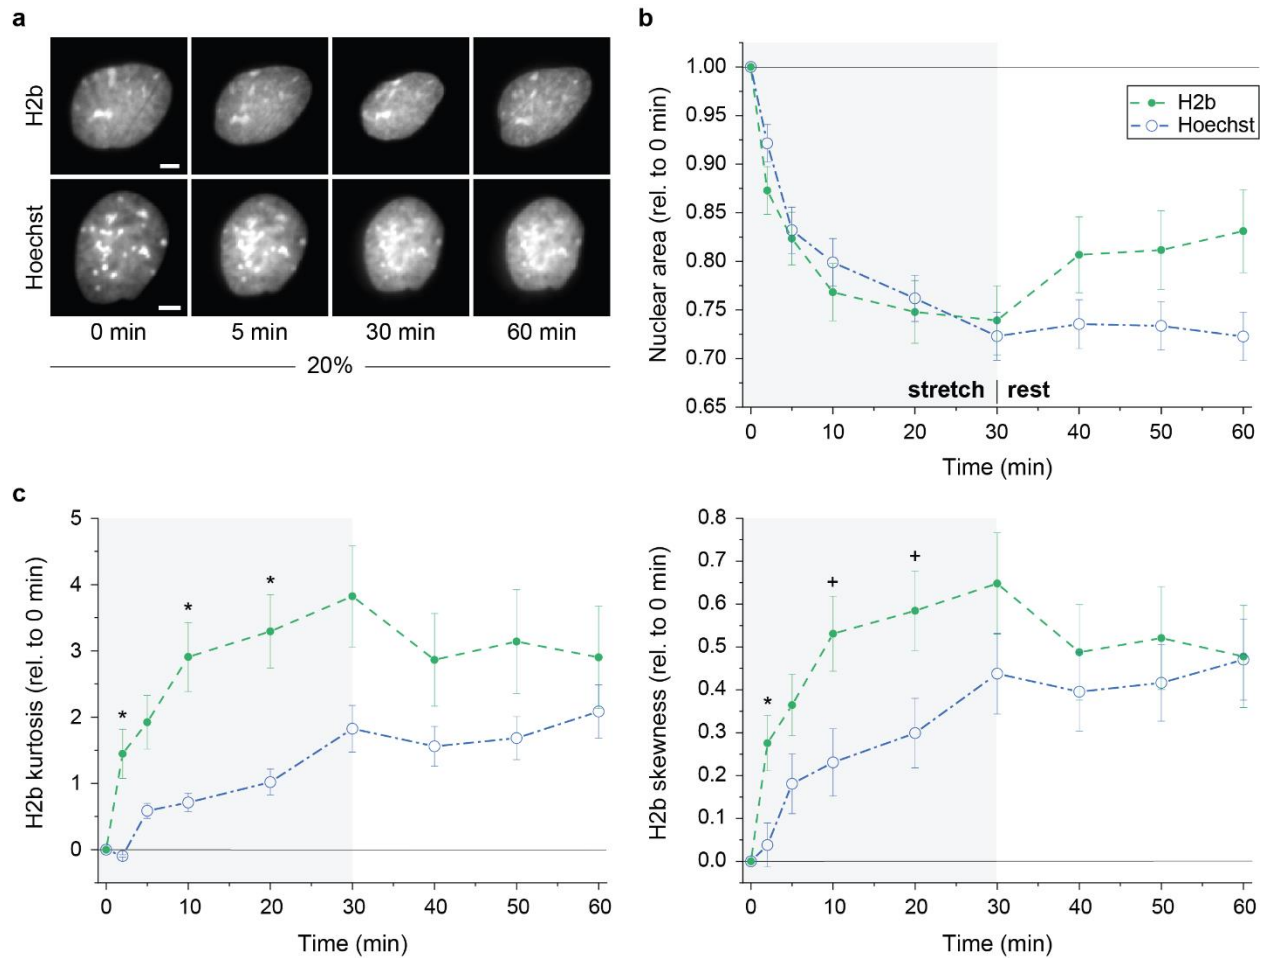 a
H2b
Hoechst
0 min 5 min 30 min 60 min
20%
b
Nuclear area (rel. to 0 min)
1.00
0.95
0.90
0.85
0.80
0.75
0.70
0.65
H2b
Hoechst
stretch | rest
0 10 20 30 40 50 60
Time (min)
c
H2b kurtosis (rel. to 0 min)
5
4
3
2
1
0
*
*
*
0 10 20 30 40 50 60
Time (min)
H2b skewness (rel. to 0 min)
0.8
0.7
0.6
0.5
0.4
0.3
0.2
0.1
0.0
*
+
+
0 10 20 30 40 50 60
Time (min)